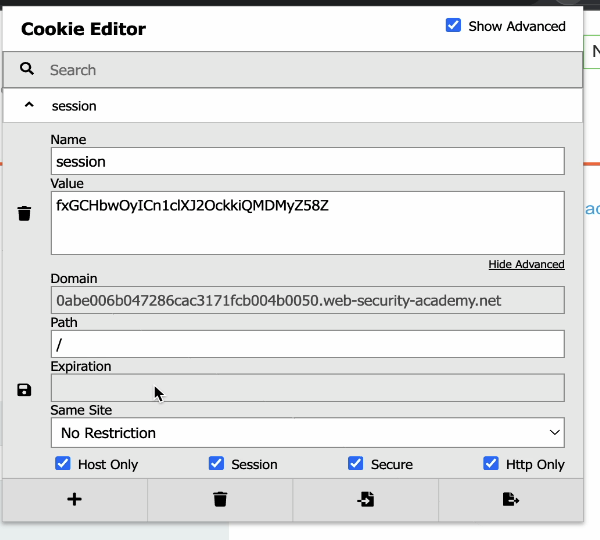 Cookie Editor
Show Advanced
Search
session
Name
session
Value
fxGCHbwOyICn1clXJ2OckkiQMDMyZ58Z
Hide Advanced
Domain
0abe006b047286cac3171fcb004b0050.web-security-academy.net
Path
/
Expiration
Same Site
No Restriction
Host Only
Session
Secure
Http Only
N
ac